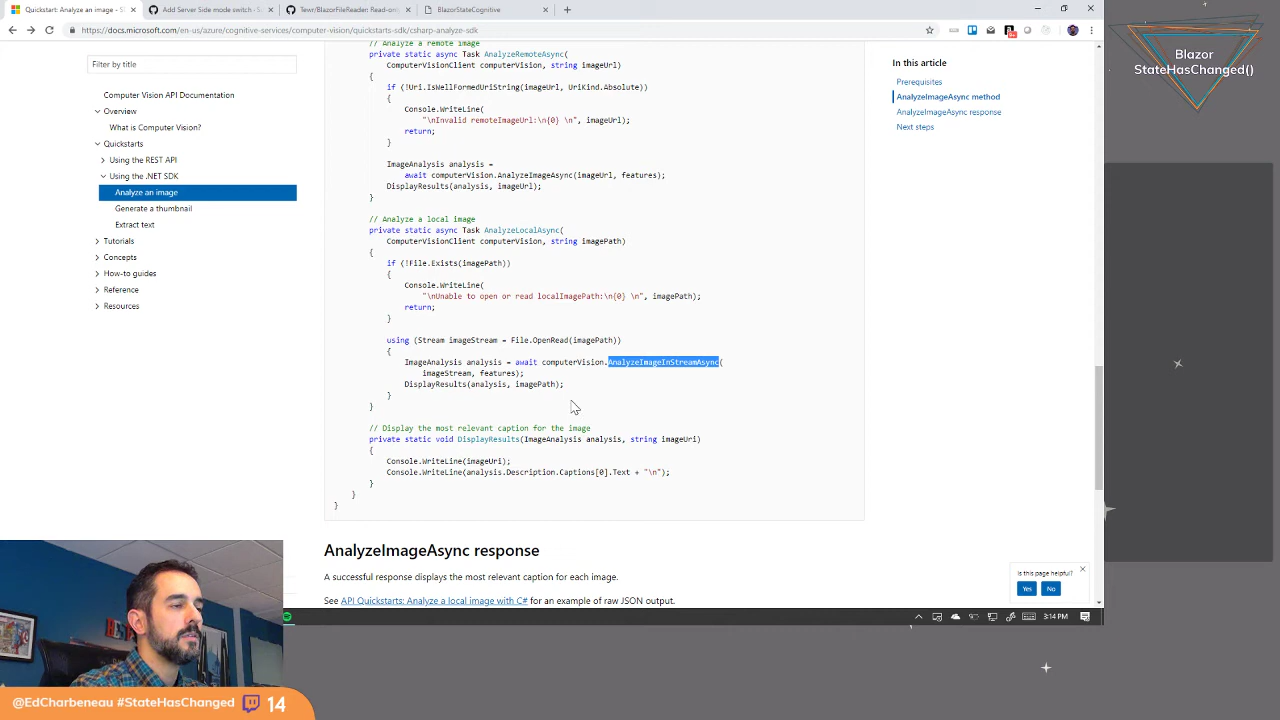 Quickstart: Analyze an image - S
Add Server Side mode switch - S
Tewr/BlazorFileReader: Read-only
BlazorStateCognitive
https://docs.microsoft.com/en-us/azure/cognitive-services/computer-vision/quickstarts-sdk/csharp-analyze-sdk
Blazor
StateHasChanged()
Filter by title
Computer Vision API Documentation
Overview
What is Computer Vision?
Quickstarts
Using the REST API
Using the .NET SDK
Analyze an image
Generate a thumbnail
Extract text
Tutorials
Concepts
How-to guides
Reference
Resources
// Analyze a remote image
private static async Task AnalyzeRemoteAsync(
ComputerVisionClient computerVision, string imageUrl)
{
if (!Uri.IsWellFormedUriString(imageUrl, UriKind.Absolute))
{
Console.WriteLine(
"\nInvalid remoteImageUrl:\n{0} \n", imageUrl);
return;
}
ImageAnalysis analysis =
await computerVision.AnalyzeImageAsync(imageUrl, features);
DisplayResults(analysis, imageUrl);
}
// Analyze a local image
private static async Task AnalyzeLocalAsync(
ComputerVisionClient computerVision, string imagePath)
{
if (!File.Exists(imagePath))
{
Console.WriteLine(
"\nUnable to open or read localImagePath:\n{0} \n", imagePath);
return;
}
using (Stream imageStream = File.OpenRead(imagePath))
{
ImageAnalysis analysis = await computerVision.AnalyzeImageInStreamAsync(
imageStream, features);
DisplayResults(analysis, imagePath);
}
}
// Display the most relevant caption for the image
private static void DisplayResults(ImageAnalysis analysis, string imageUri)
{
Console.WriteLine(imageUri);
Console.WriteLine(analysis.Description.Captions[0].Text + "\n");
}
}
}
AnalyzeImageAsync response
A successful response displays the most relevant caption for each image.
See API Quickstarts: Analyze a local image with C# for an example of raw JSON output.
In this article
Prerequisites
AnalyzeImageAsync method
AnalyzeImageAsync response
Next steps
Is this page helpful?
Yes
No
3:14 PM
@EdCharbeneau #StateHasChanged 14